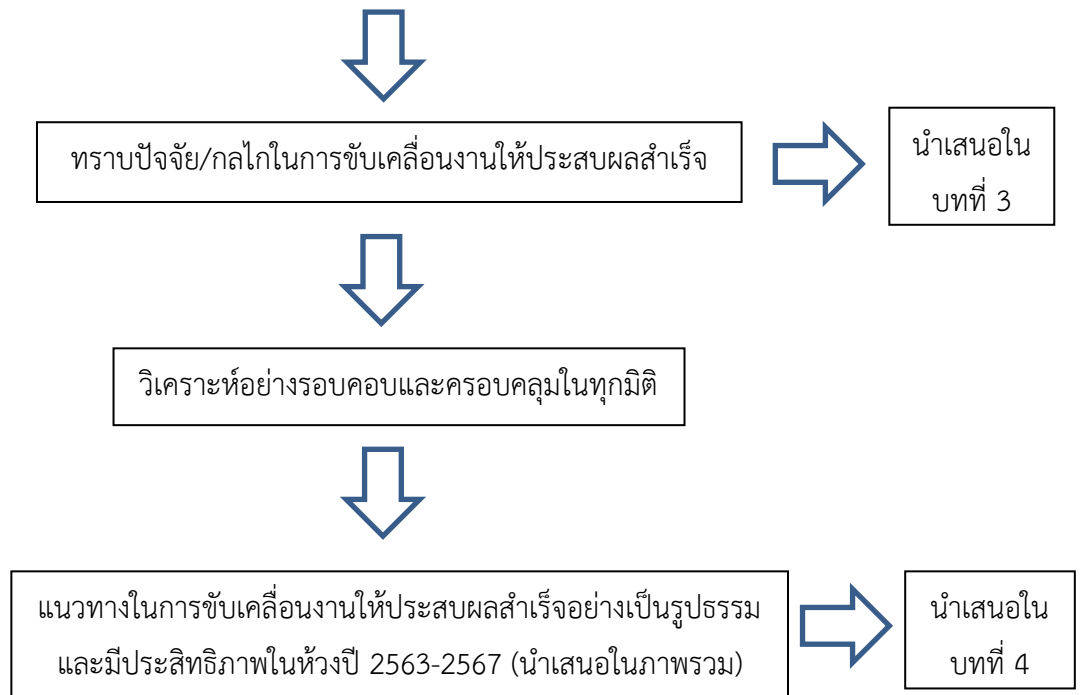 ทราบปัจจัย/กลไกในการขับเคลื่อนงานให้ประสบผลสำเร็จ
นำเสนอใน
บทที่ 3
วิเคราะห์อย่างรอบคอบและครอบคลุมในทุกมิติ
แนวทางในการขับเคลื่อนงานให้ประสบผลสำเร็จอย่างเป็นรูปธรรม
และมีประสิทธิภาพในห้วงปี 2563-2567 (นำเสนอในภาพรวม)
นำเสนอใน
บทที่ 4